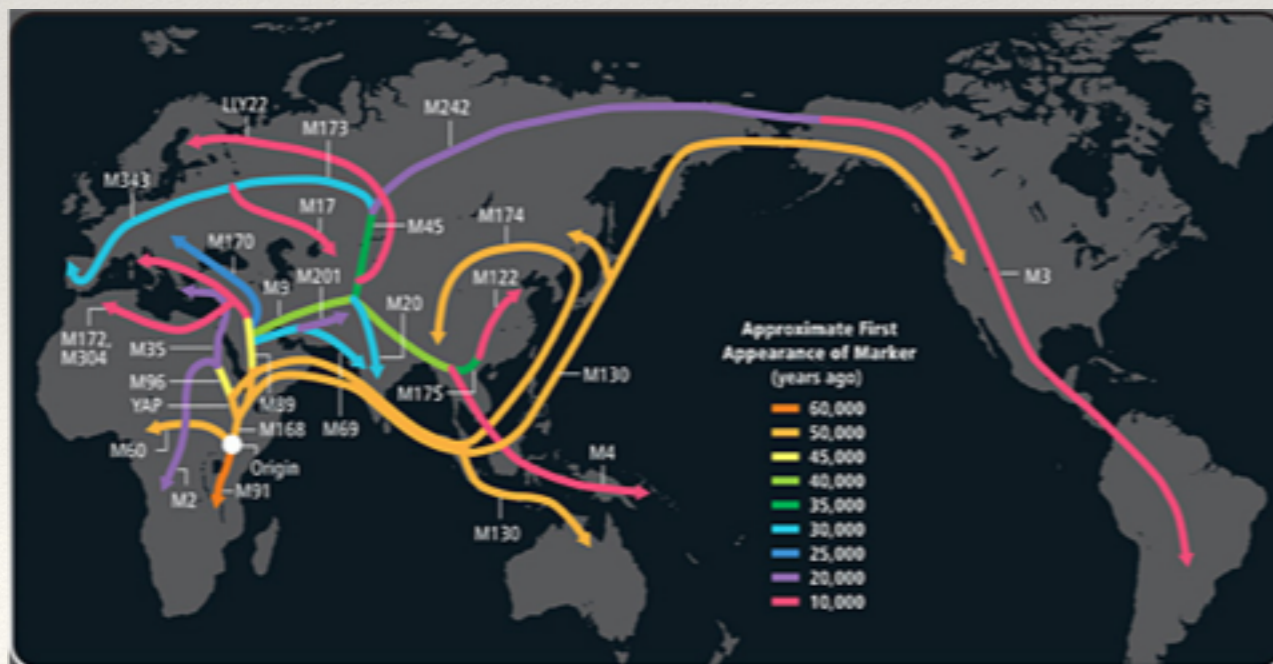 LLY22
M173
M242
M343
M17
M45
M174
M170
M201
M9
M122
M20
M172,
M304
M35
M96
YAP
M89
M175
M130
M60
M168
M69
Origin
M2
M91
M4
M130
M3
Approximate First
Appearance of Marker
(years ago)
60,000
50,000
45,000
40,000
35,000
30,000
25,000
20,000
10,000